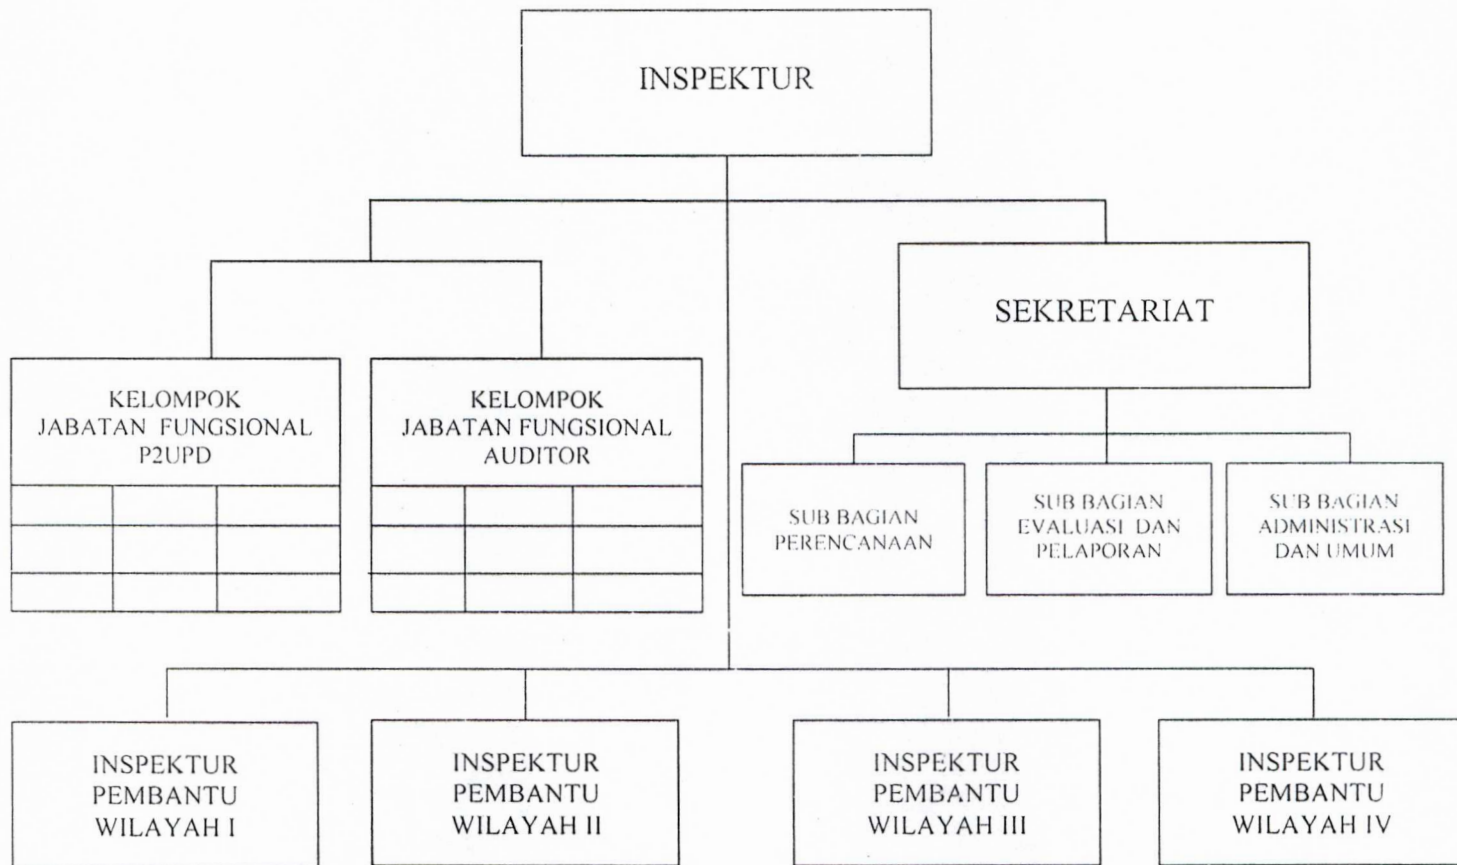 INSPEKTUR
SEKRETARIAT
KELOMPOK
JABATAN FUNGSIONAL
P2UPD
KELOMPOK
JABATAN FUNGSIONAL
AUDITOR
SUB BAGIAN
PERENCANAAN
SUB BAGIAN
EVALUASI DAN
PELAPORAN
SUB BAGIAN
ADMINISTRASI
DAN UMUM
INSPEKTUR
PEMBANTU
WILAYAH I
INSPEKTUR
PEMBANTU
WILAYAH II
INSPEKTUR
PEMBANTU
WILAYAH III
INSPEKTUR
PEMBANTU
WILAYAH IV